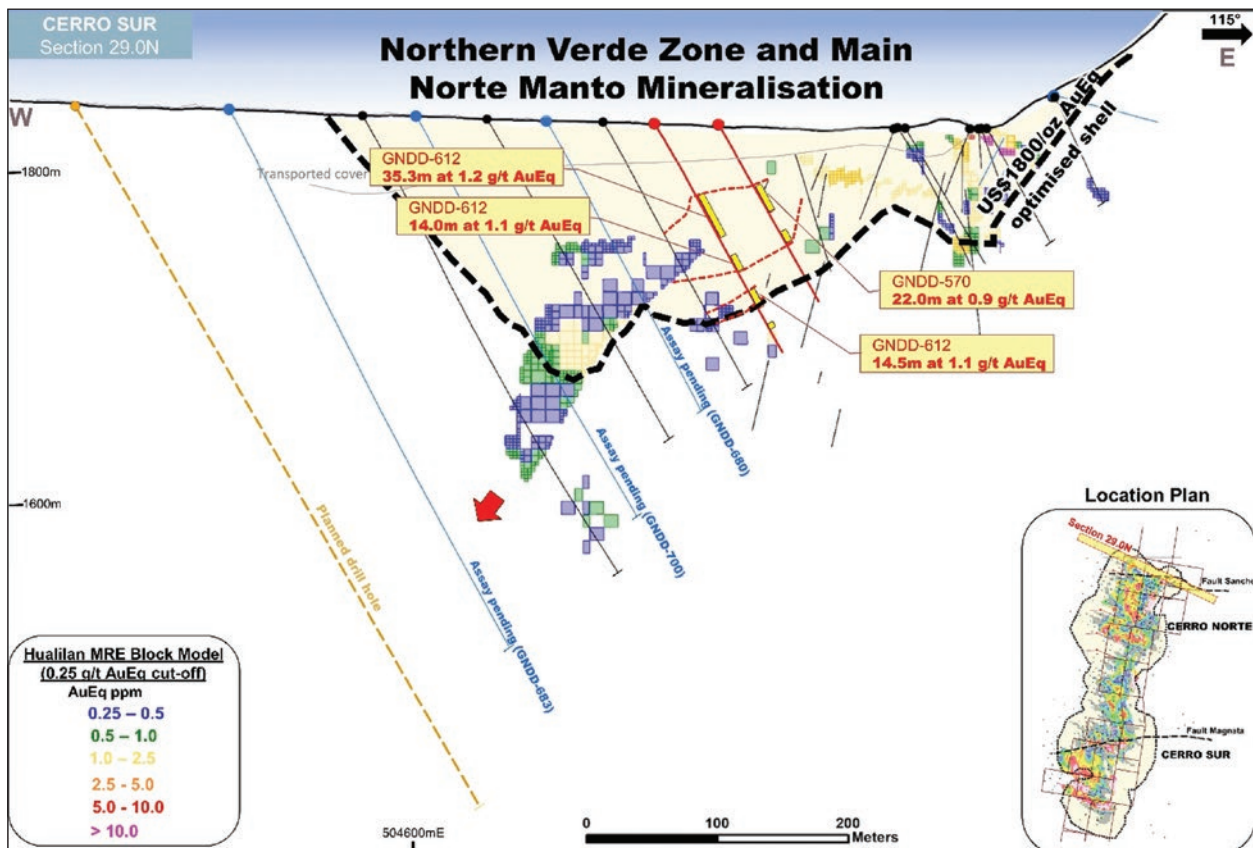 CERRO SUR
Section 29.0N
Northern Verde Zone and Main
Norte Manto Mineralisation
115°
E
W
1800m
Transported cover
GNDD-612
35.3m at 1.2 g/t AuEq
GNDD-612
14.0m at 1.1 g/t AuEq
US$1800/oz AuEq
optimised shell
GNDD-570
22.0m at 0.9 g/t AuEq
GNDD-612
14.5m at 1.1 g/t AuEq
Assay pending (GNDD-680)
Assay pending (GNDD-700)
Assay pending (GNDD-683)
Planned drill hole
1600m
Location Plan
Section 29.0N
Fault Sancho
CERRO NORTE
Fault Magnata
CERRO SUR
Hualilan MRE Block Model
(0.25 g/t AuEq cut-off)
AuEq ppm
0.25 – 0.5
0.5 – 1.0
1.0 – 2.5
2.5 - 5.0
5.0 - 10.0
> 10.0
504600mE
0 100 200
Meters